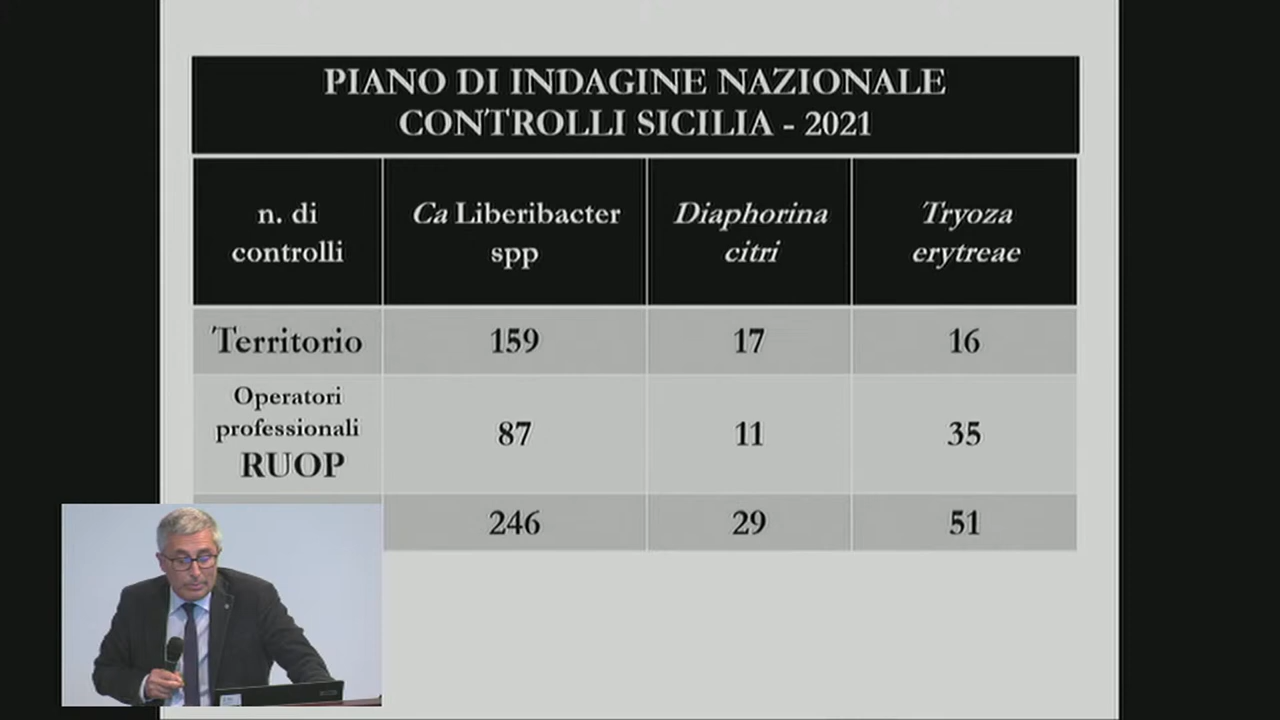 PIANO DI INDAGINE NAZIONALE
CONTROLLI SICILIA - 2021
n. di
controlli
Ca Liberibacter
spp
Diaphorina
citri
Tryoza
erytreae
Territorio
159
17
16
Operatori
professionali
RUOP
87
11
35
246
29
51